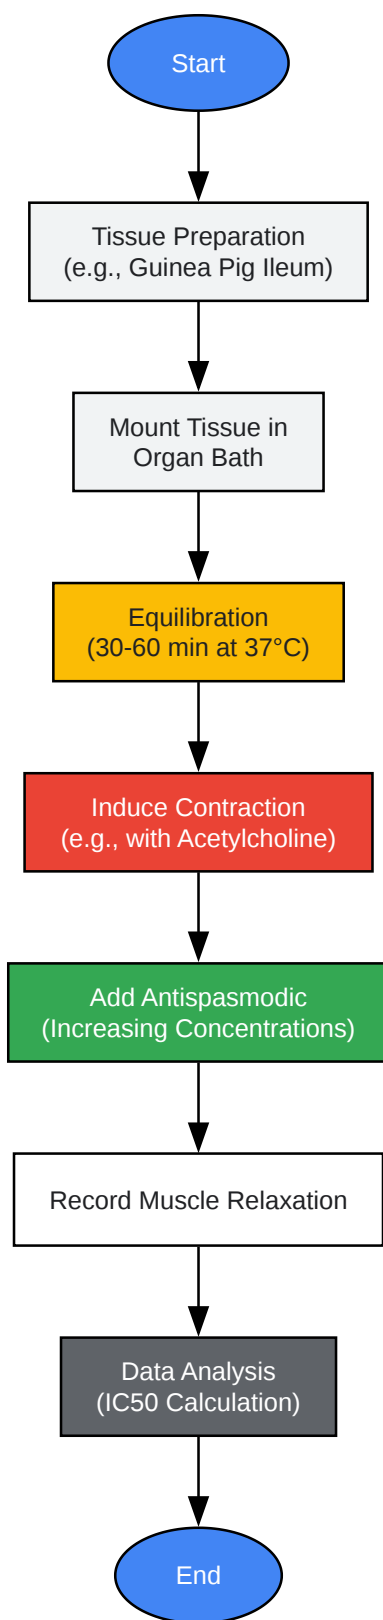 Start
Tissue Preparation
(e.g., Guinea Pig Ileum)
Mount Tissue in
Organ Bath
Equilibration
(30-60 min at 37°C)
Induce Contraction
(e.g., with Acetylcholine)
Add Antispasmodic
(Increasing Concentrations)
Record Muscle Relaxation
Data Analysis
(IC50 Calculation)
End